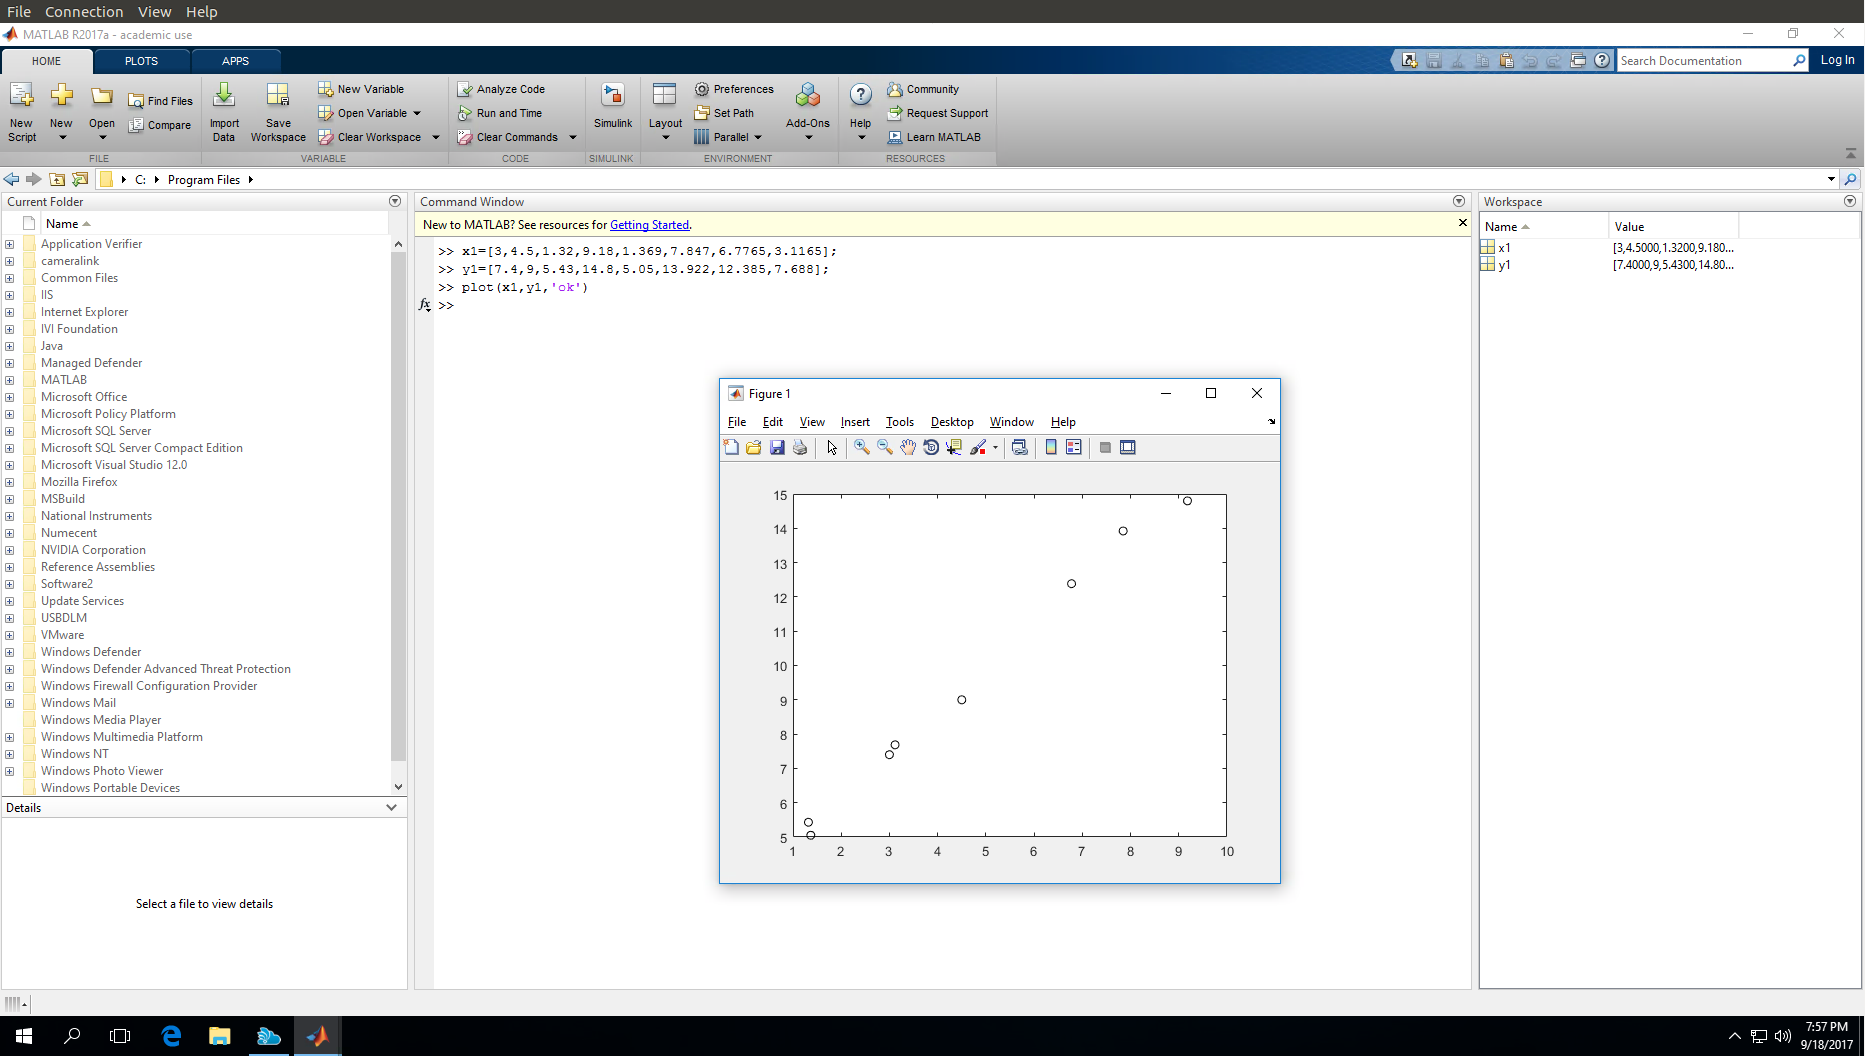 File Connection View Help
MATLAB R2017a - academic use
HOME PLOTS APPS
Search Documentation
Log In
New Script
New
Open
Find Files
Compare
FILE
Import Data
Save Workspace
New Variable
Open Variable
Clear Workspace
VARIABLE
Analyze Code
Run and Time
Clear Commands
CODE
Simulink
SIMULINK
Layout
Preferences
Set Path
Parallel
Add-Ons
ENVIRONMENT
Help
Community
Request Support
Learn MATLAB
RESOURCES
C: Program Files
Current Folder
Name
Application Verifier
cameralink
Common Files
IIS
Internet Explorer
IVI Foundation
Java
Managed Defender
MATLAB
Microsoft Office
Microsoft Policy Platform
Microsoft SQL Server
Microsoft SQL Server Compact Edition
Microsoft Visual Studio 12.0
Mozilla Firefox
MSBuild
National Instruments
Numecent
NVIDIA Corporation
Reference Assemblies
Software2
Update Services
USBDLM
VMware
Windows Defender
Windows Defender Advanced Threat Protection
Windows Firewall Configuration Provider
Windows Mail
Windows Media Player
Windows Multimedia Platform
Windows NT
Windows Photo Viewer
Windows Portable Devices
Details
Select a file to view details
Command Window
New to MATLAB? See resources for Getting Started.
>> x1=[3,4.5,1.32,9.18,1.369,7.847,6.7765,3.1165];
>> y1=[7.4,9,5.43,14.8,5.05,13.922,12.385,7.688];
>> plot(x1,y1,'ok')
fx >>
Figure 1
File Edit View Insert Tools Desktop Window Help
15
14
13
12
11
10
9
8
7
6
5
1 2 3 4 5 6 7 8 9 10
Workspace
Name Value
x1 [3,4.5000,1.3200,9.180...
y1 [7.4000,9,5.4300,14.80...
7:57 PM
9/18/2017